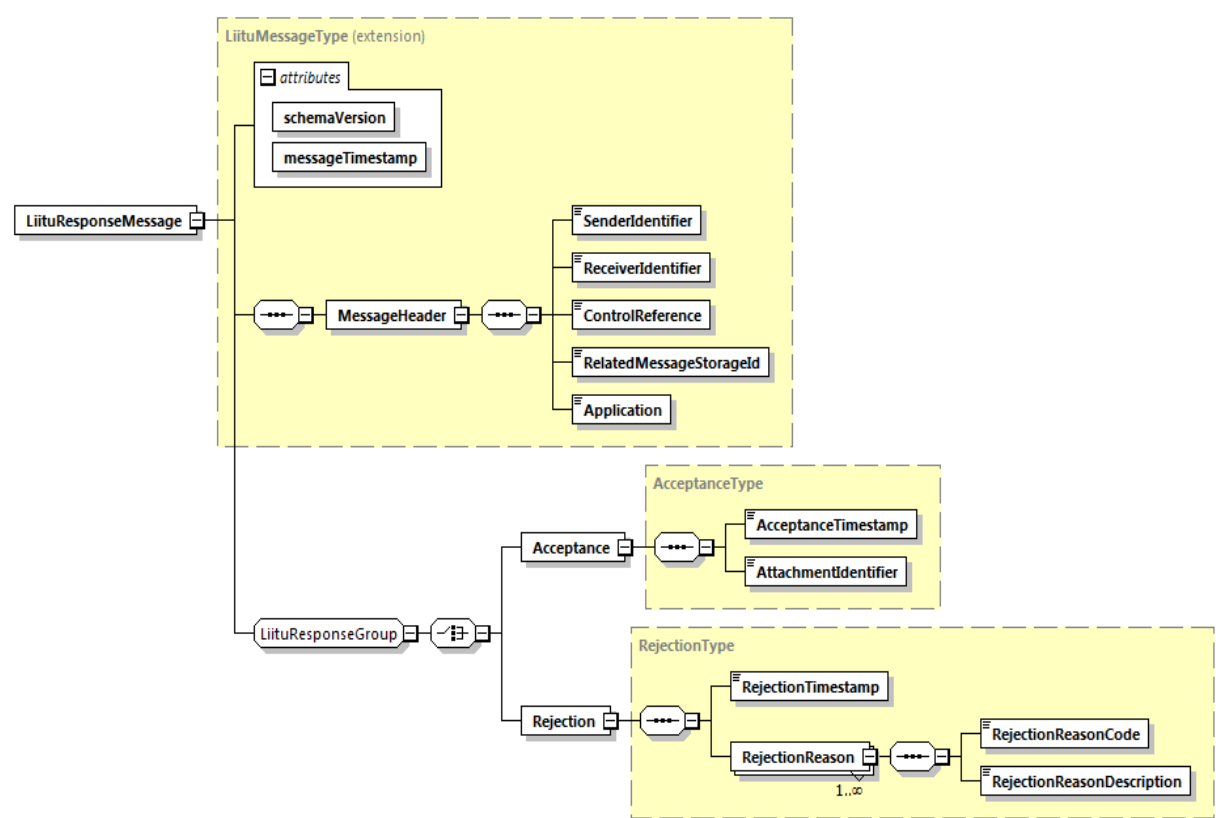 LiituMessageType (extension)
attributes
schemaVersion
messageTimestamp
LiituResponseMessage
SenderIdentifier
ReceiverIdentifier
MessageHeader
ControlReference
RelatedMessageStorageId
Application
AcceptanceType
AcceptanceTimestamp
Acceptance
AttachmentIdentifier
LiituResponseGroup
RejectionType
RejectionTimestamp
Rejection
RejectionReason
1..∞
RejectionReasonCode
RejectionReasonDescription